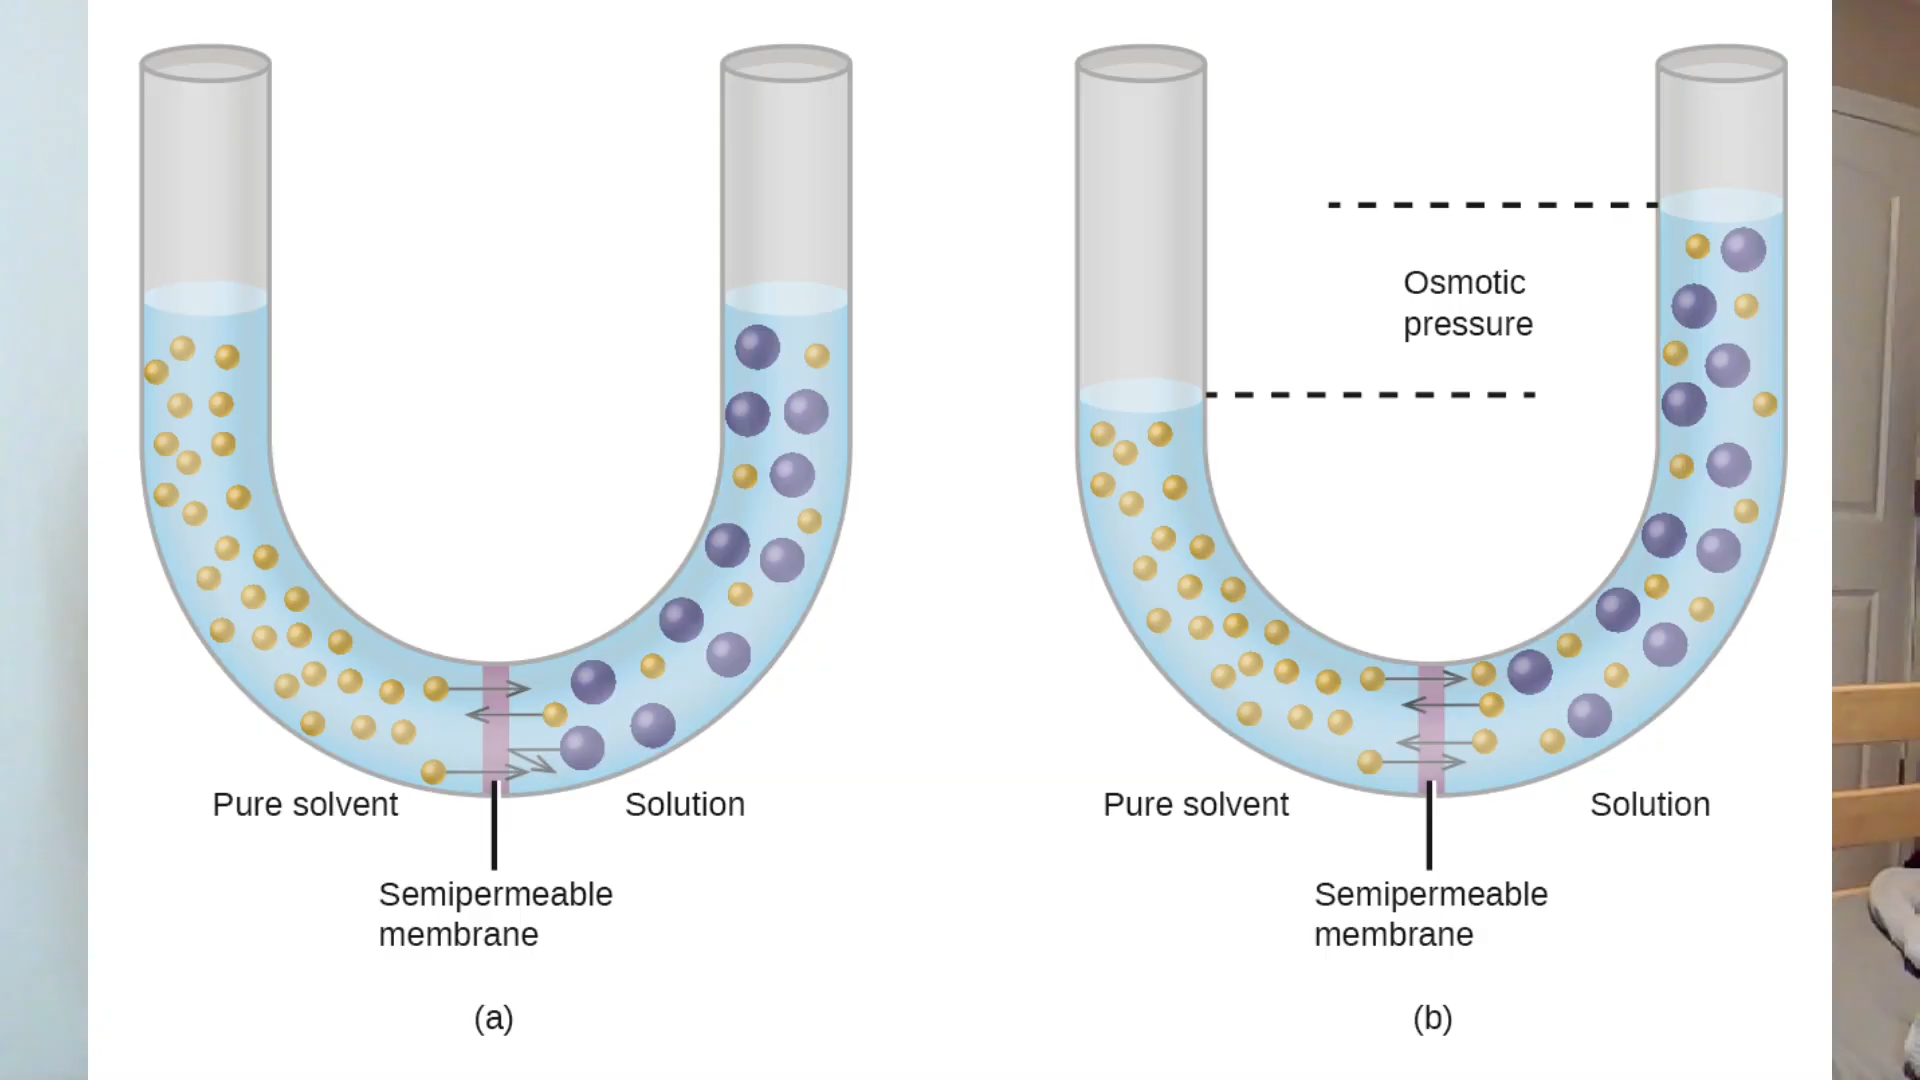 Pure solvent
Solution
Semipermeable
membrane
(a)
Osmotic
pressure
Pure solvent
Solution
Semipermeable
membrane
(b)